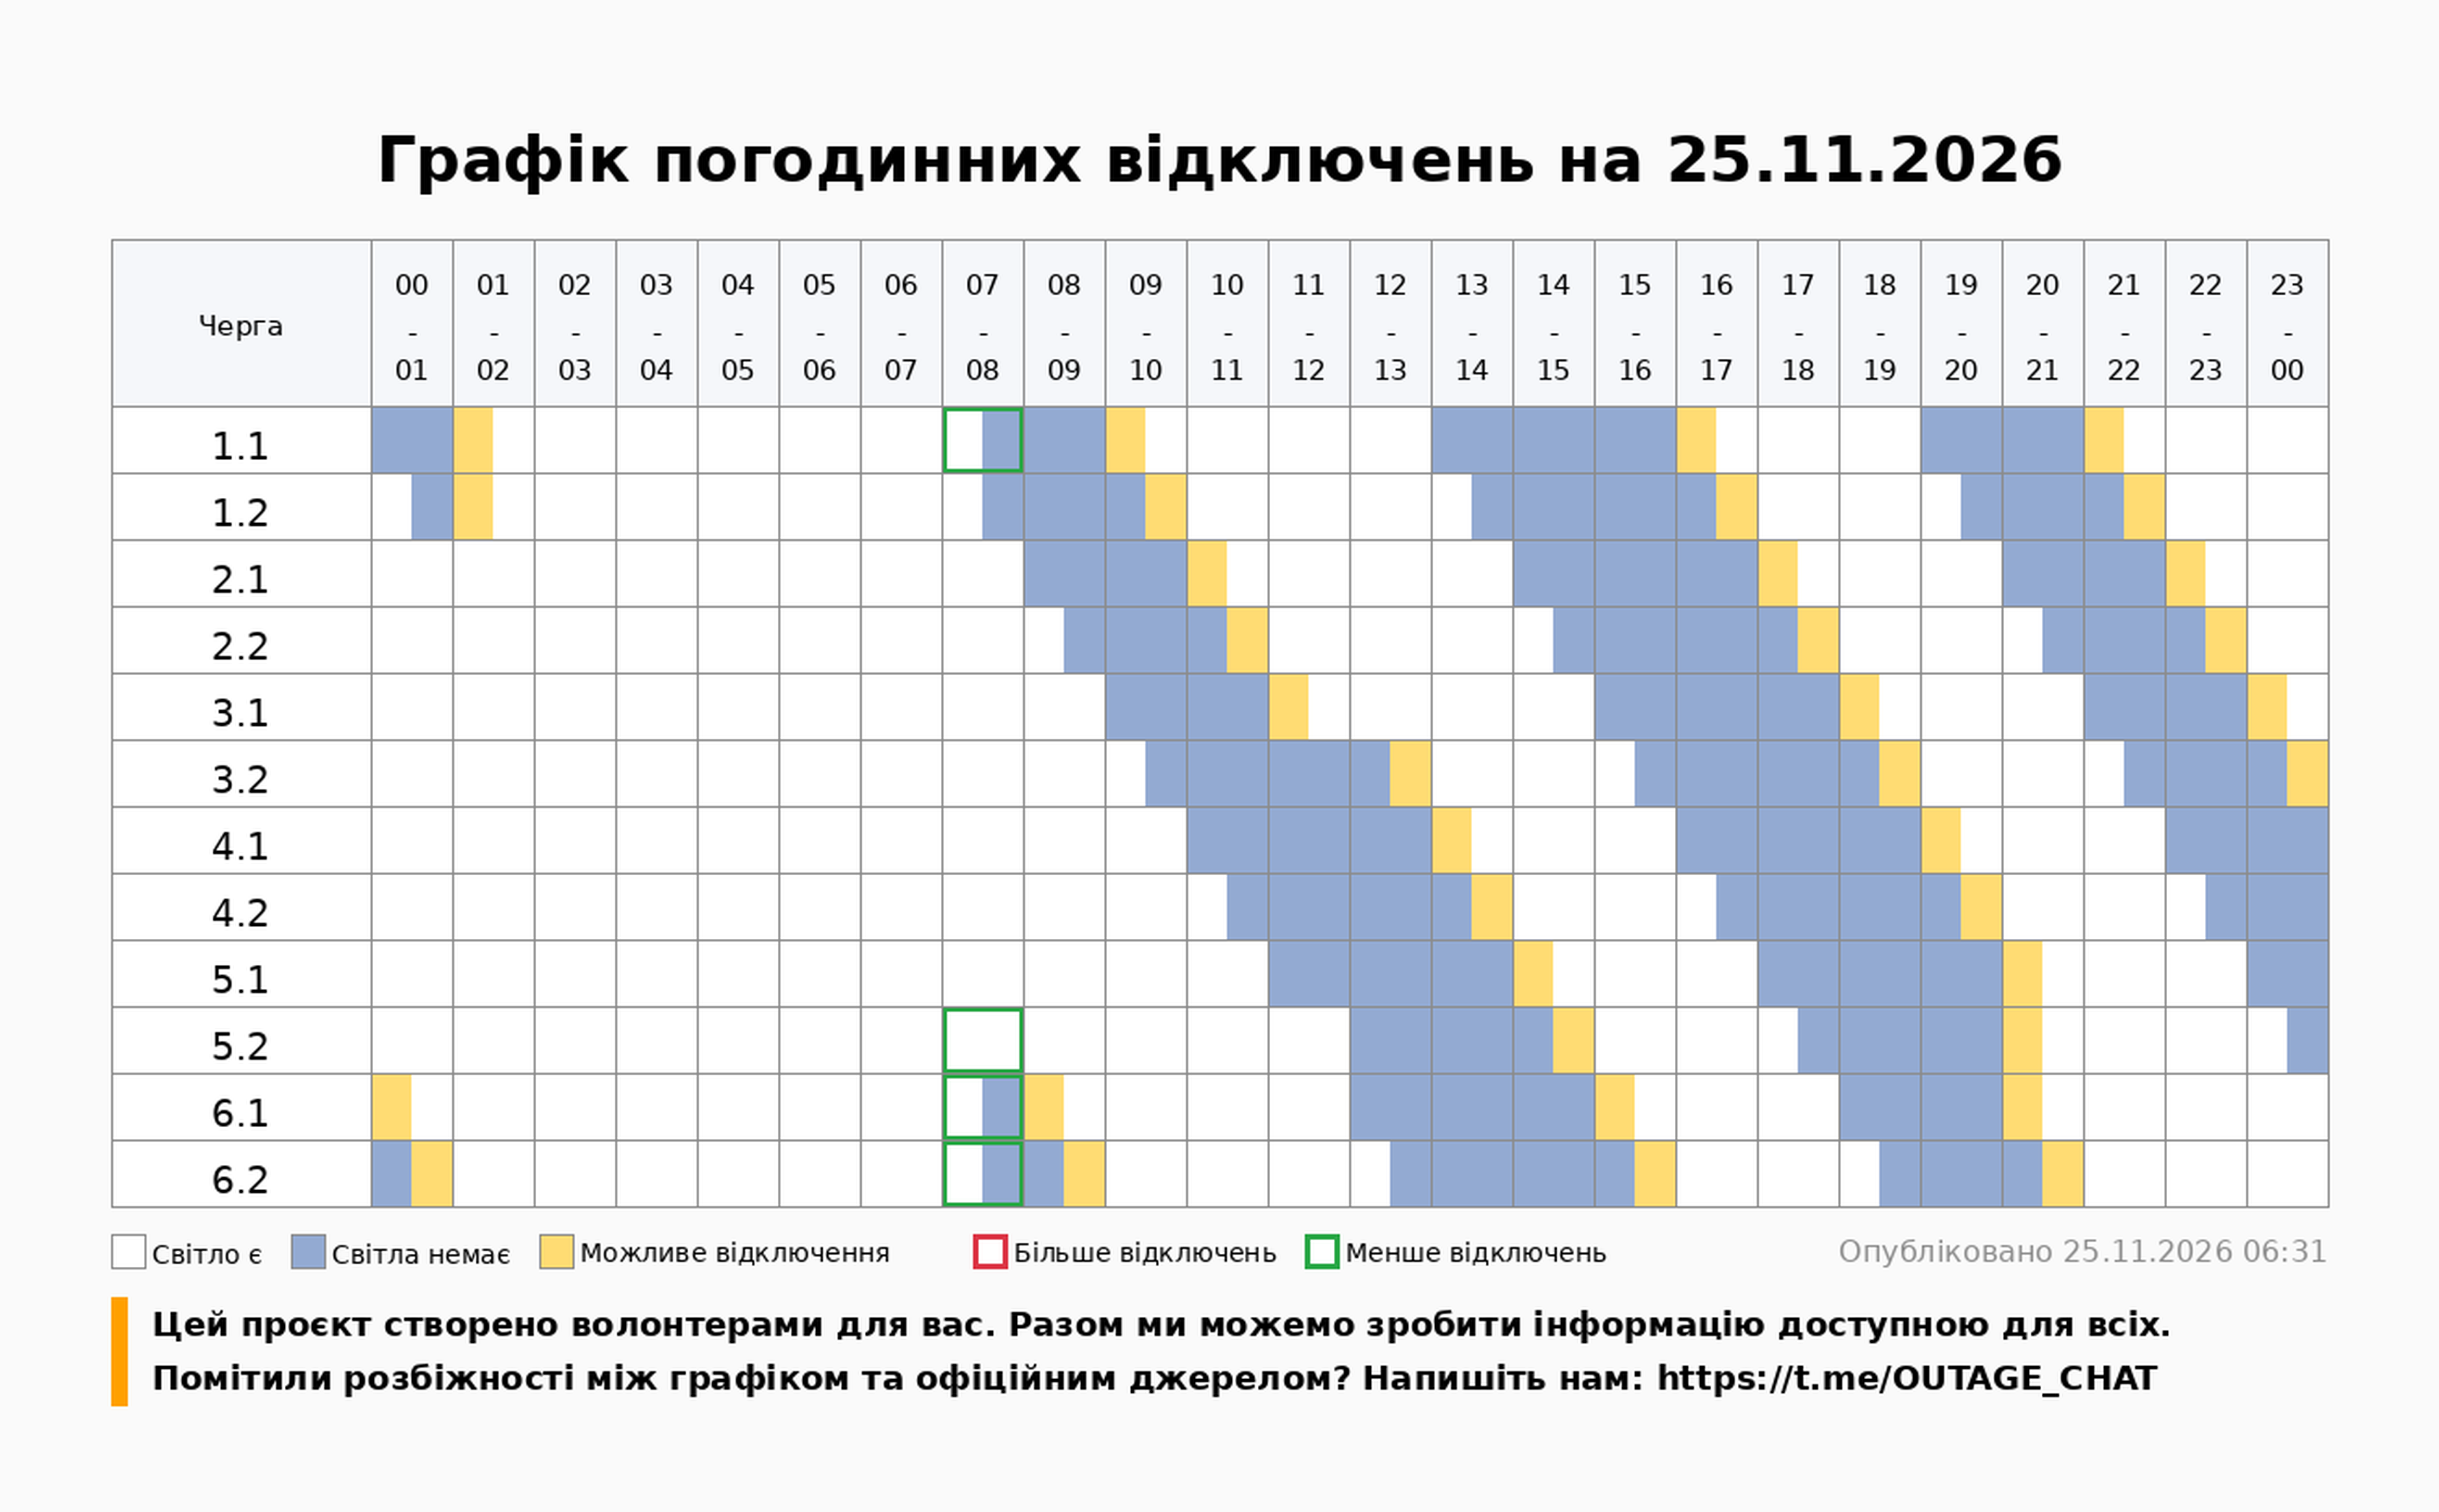 Графік погодинних відключень на 25.11.2026
Черга
00 - 01
01 - 02
02 - 03
03 - 04
04 - 05
05 - 06
06 - 07
07 - 08
08 - 09
09 - 10
10 - 11
11 - 12
12 - 13
13 - 14
14 - 15
15 - 16
16 - 17
17 - 18
18 - 19
19 - 20
20 - 21
21 - 22
22 - 23
23 - 00
1.1
1.2
2.1
2.2
3.1
3.2
4.1
4.2
5.1
5.2
6.1
6.2
Світло є Світла немає Можливе відключення Більше відключень Менше відключень Опубліковано 25.11.2026 06:31
Цей проєкт створено волонтерами для вас. Разом ми можемо зробити інформацію доступною для всіх.
Помітили розбіжності між графіком та офіційним джерелом? Напишіть нам: https://t.me/OUTAGE_CHAT